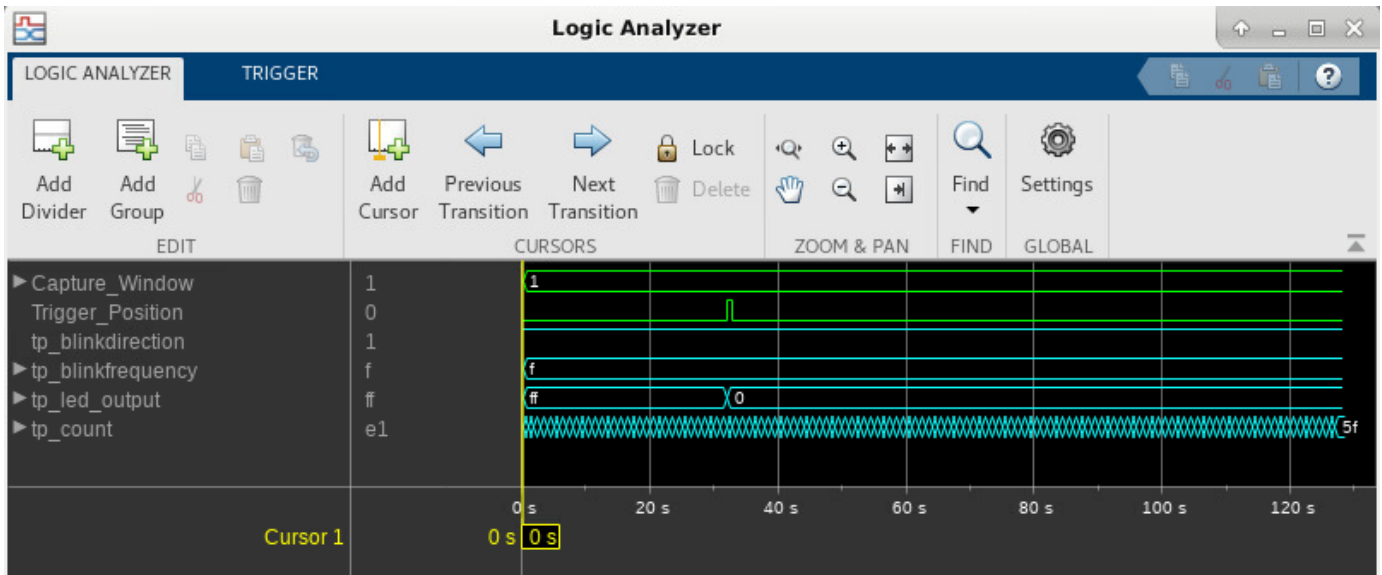 Logic Analyzer
LOGIC ANALYZER TRIGGER
?
Add Divider
Add Group
Add Cursor
Previous Transition
Next Transition
Lock
Delete
Find
Settings
EDIT CURSORS ZOOM & PAN FIND GLOBAL
Capture_Window 1 1
Trigger_Position 0
tp_blinkdirection 1
tp_blinkfrequency f f
tp_led_output ff ff 0
tp_count e1 5f
0 s 20 s 40 s 60 s 80 s 100 s 120 s
Cursor 1 0 s 0 s